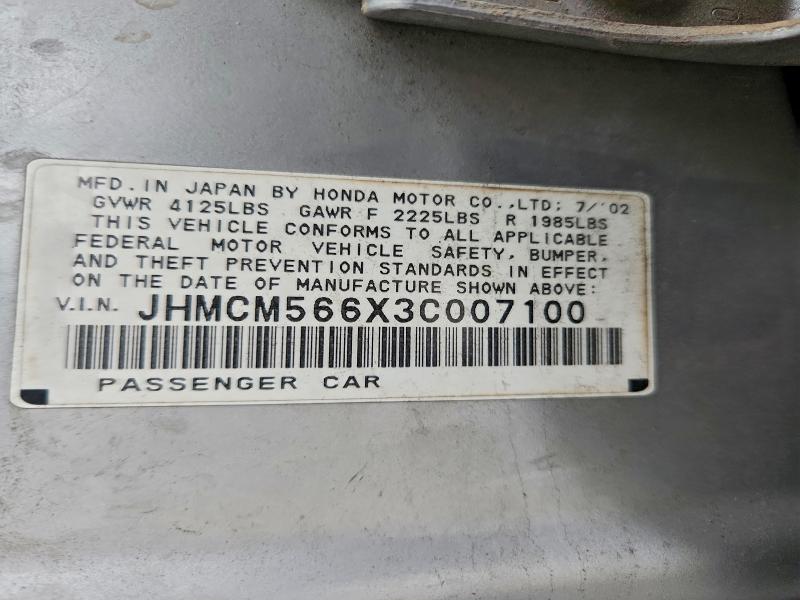 MFD. IN JAPAN BY HONDA MOTOR CO.,LTD: 7/'02
GVWR 4125LBS GAWR F 2225LBS R 1985LBS
THIS VEHICLE CONFORMS TO ALL APPLICABLE
FEDERAL MOTOR VEHICLE SAFETY, BUMPER,
AND THEFT PREVENTION STANDARDS IN EFFECT
ON THE DATE OF MANUFACTURE SHOWN ABOVE:
V.I.N. JHMCM566X3C007100
PASSENGER CAR